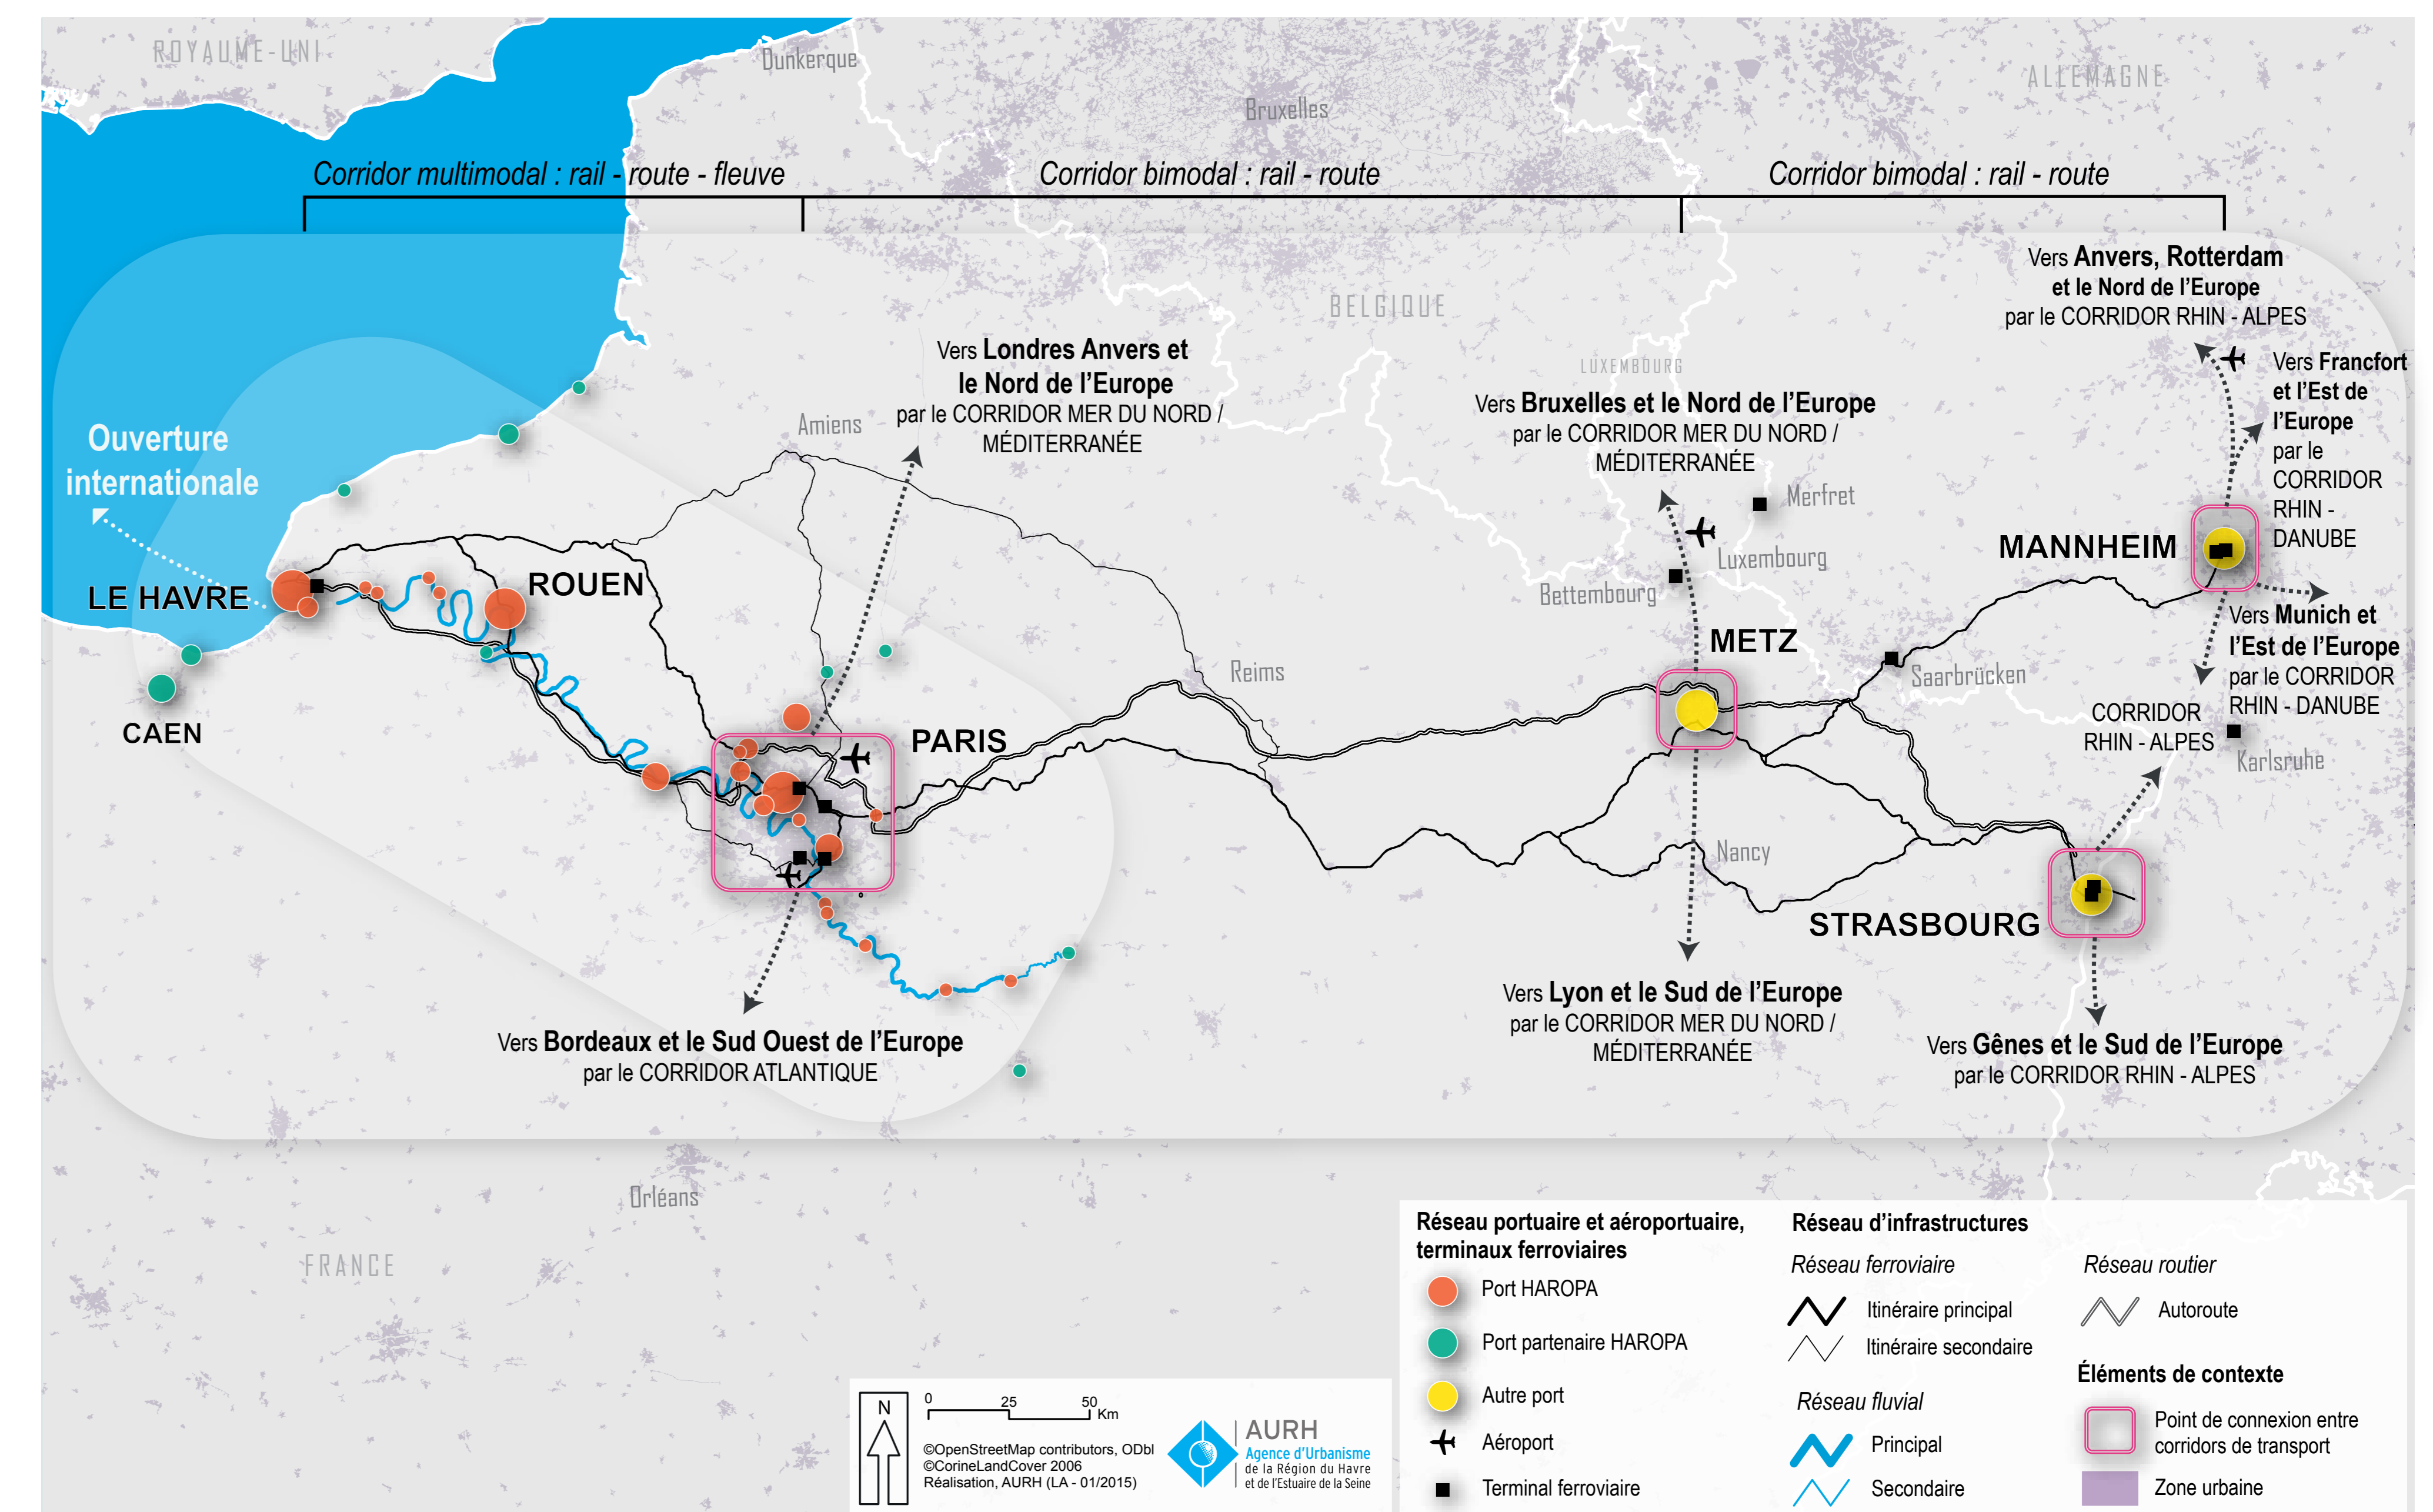 ROYAUME-UNI
Dunkerque
Bruxelles
ALLEMAGNE
Corridor multimodal : rail - route - fleuve
Corridor bimodal : rail - route
Corridor bimodal : rail - route
BELGIQUE
LUXEMBOURG
Vers Anvers, Rotterdam
et le Nord de l'Europe
par le CORRIDOR RHIN - ALPES
Vers Londres Anvers et
le Nord de l'Europe
par le CORRIDOR MER DU NORD /
MÉDITERRANÉE
Vers Francfort
et l'Est de
l'Europe
par le
CORRIDOR
RHIN -
DANUBE
Vers Bruxelles et le Nord de l'Europe
par le CORRIDOR MER DU NORD /
MÉDITERRANÉE
Amiens
Ouverture
internationale
Merfret
Luxembourg
Bettembourg
MANNHEIM
LE HAVRE
ROUEN
METZ
Vers Munich et
l'Est de l'Europe
par le CORRIDOR
RHIN - DANUBE
Reims
Saarbrücken
CAEN
PARIS
CORRIDOR
RHIN - ALPES
Karlsruhe
Nancy
STRASBOURG
Vers Lyon et le Sud de l'Europe
par le CORRIDOR MER DU NORD /
MÉDITERRANÉE
Vers Bordeaux et le Sud Ouest de l'Europe
par le CORRIDOR ATLANTIQUE
Vers Gênes et le Sud de l'Europe
par le CORRIDOR RHIN - ALPES
Orléans
FRANCE
Réseau portuaire et aéroportuaire,
terminaux ferroviaires
Port HAROPA
Port partenaire HAROPA
Autre port
Aéroport
Terminal ferroviaire
Réseau d'infrastructures
Réseau ferroviaire
Itinéraire principal
Itinéraire secondaire
Réseau fluvial
Principal
Secondaire
Réseau routier
Autoroute
Éléments de contexte
Point de connexion entre
corridors de transport
Zone urbaine
N
0 25 50
Km
©OpenStreetMap contributors, ODbl
©CorineLandCover 2006
Réalisation, AURH (LA - 01/2015)
AURH
Agence d'Urbanisme
de la Région du Havre
et de l'Estuaire de la Seine